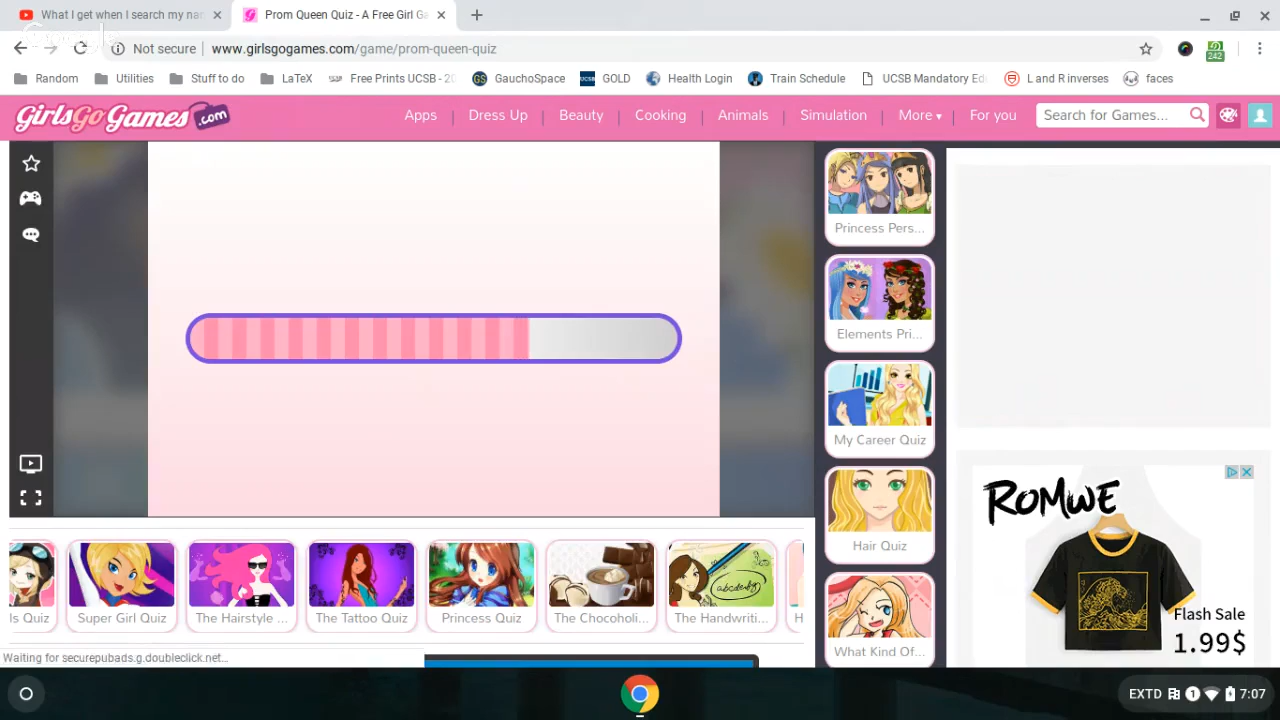 What I get when I search my nar
Prom Queen Quiz - A Free Girl Ga
Not secure
www.girlsgogames.com/game/prom-queen-quiz
242
Random
Utilities
Stuff to do
LaTeX
Free Prints UCSB - 20
GauchoSpace
GOLD
Health Login
Train Schedule
UCSB Mandatory Ed
L and R inverses
faces
GirlsGoGames.com
Apps
Dress Up
Beauty
Cooking
Animals
Simulation
More
For you
Search for Games...
Princess Pers...
Elements Pri...
My Career Quiz
Hair Quiz
What Kind Of...
ROMWE
Flash Sale
1.99$
ls Quiz
Super Girl Quiz
The Hairstyle ...
The Tattoo Quiz
Princess Quiz
The Chocoholi...
The Handwriti...
H
Waiting for securepubads.g.doubleclick.net...
EXTD
1
7:07